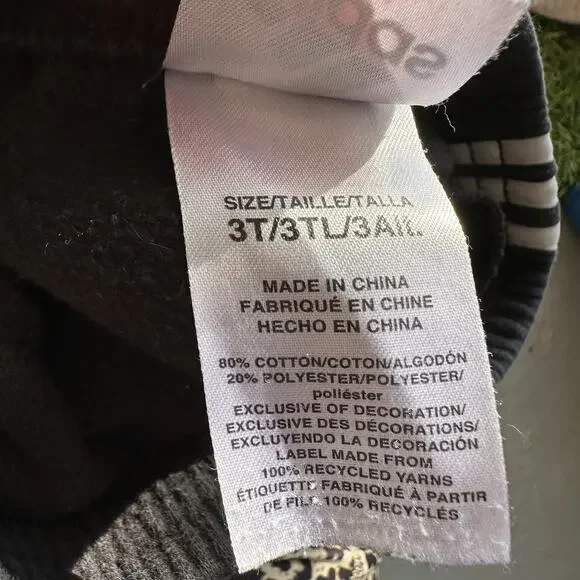 SIZE/TAILLE/TALLA
3T/3TL/3Añ.
MADE IN CHINA
FABRIQUÉ EN CHINE
HECHO EN CHINA
80% COTTON/COTON/ALGODÓN
20% POLYESTER/POLYESTER/
poliéster
EXCLUSIVE OF DECORATION/
EXCLUSIVE DES DÉCORATIONS/
EXCLUYENDO LA DECORACIÓN
LABEL MADE FROM
100% RECYCLED YARNS
ÉTIQUETTE FABRIQUÉ À PARTIR
DE FILS 100% RECYCLÉS